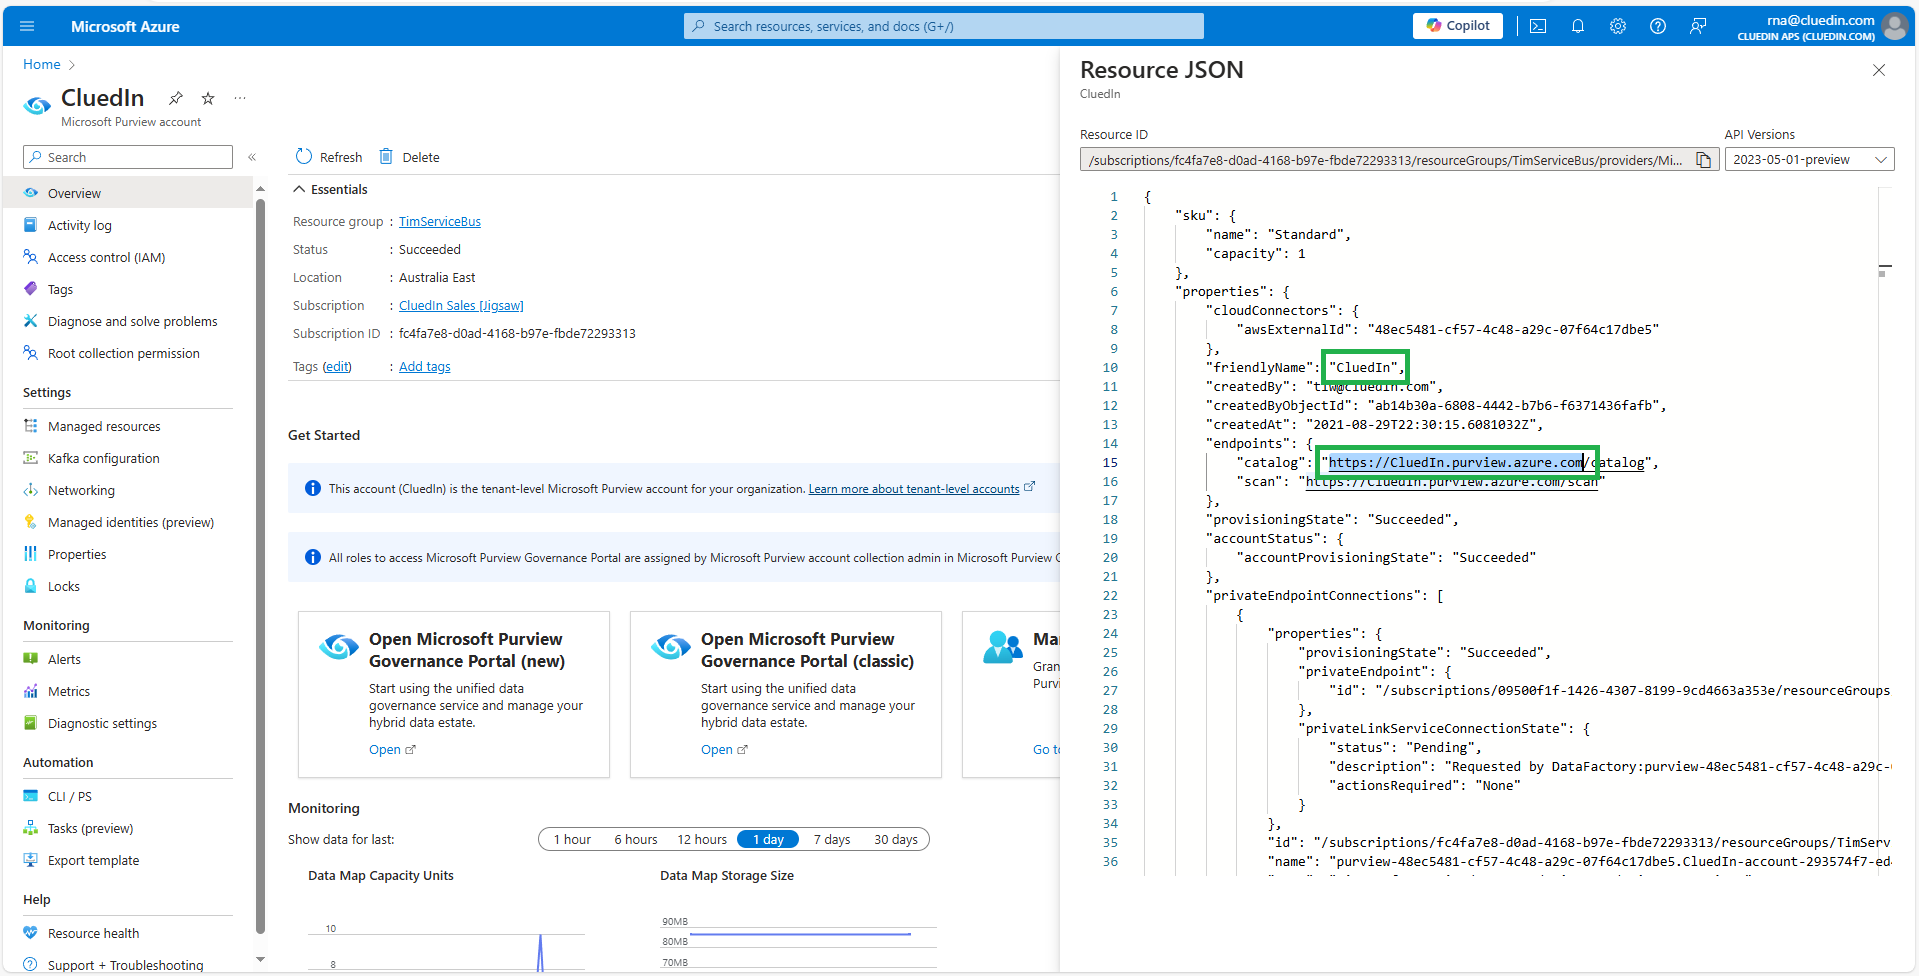 Microsoft Azure
Search resources, services, and docs (G+/)
Copilot
rna@cluedin.com
CLUEDIN APS (CLUEDIN.COM)
Home
CluedIn
Microsoft Purview account
Search
Overview
Activity log
Access control (IAM)
Tags
Diagnose and solve problems
Root collection permission
Settings
Managed resources
Kafka configuration
Networking
Managed identities (preview)
Properties
Locks
Monitoring
Alerts
Metrics
Diagnostic settings
Automation
CLI / PS
Tasks (preview)
Export template
Help
Resource health
Support + Troubleshooting
Refresh
Delete
Essentials
Resource group : TimServiceBus
Status : Succeeded
Location : Australia East
Subscription : CluedIn Sales [Jigsaw]
Subscription ID : fc4fa7e8-d0ad-4168-b97e-fbde72293313
Tags (edit) : Add tags
Get Started
This account (CluedIn) is the tenant-level Microsoft Purview account for your organization. Learn more about tenant-level accounts
All roles to access Microsoft Purview Governance Portal are assigned by Microsoft Purview account collection admin in Microsoft Purview
Open Microsoft Purview
Governance Portal (new)
Start using the unified data
governance service and manage your
hybrid data estate.
Open
Open Microsoft Purview
Governance Portal (classic)
Start using the unified data
governance service and manage your
hybrid data estate.
Open
Ma
Gran
Purvi
Go to
Monitoring
Show data for last:
1 hour
6 hours
12 hours
1 day
7 days
30 days
Data Map Capacity Units
10
8
Data Map Storage Size
90MB
80MB
70MB
Resource JSON
CluedIn
Resource ID
/subscriptions/fc4fa7e8-d0ad-4168-b97e-fbde72293313/resourceGroups/TimServiceBus/providers/Mi...
API Versions
2023-05-01-preview
1 {
2 "sku": {
3 "name": "Standard",
4 "capacity": 1
5 },
6 "properties": {
7 "cloudConnectors": {
8 "awsExternalId": "48ec5481-cf57-4c48-a29c-07f64c17dbe5"
9 },
10 "friendlyName": "CluedIn",
11 "createdBy": "tiw@cluedin.com",
12 "createdByObjectId": "ab14b30a-6808-4442-b7b6-f6371436fafb",
13 "createdAt": "2021-08-29T22:30:15.6081032Z",
14 "endpoints": {
15 "catalog": "https://CluedIn.purview.azure.com/catalog",
16 "scan": "https://CluedIn.purview.azure.com/scan"
17 },
18 "provisioningState": "Succeeded",
19 "accountStatus": {
20 "accountProvisioningState": "Succeeded"
21 },
22 "privateEndpointConnections": [
23 {
24 "properties": {
25 "provisioningState": "Succeeded",
26 "privateEndpoint": {
27 "id": "/subscriptions/09500f1f-1426-4307-8199-9cd4663a353e/resourceGroups
28 },
29 "privateLinkServiceConnectionState": {
30 "status": "Pending",
31 "description": "Requested by DataFactory:purview-48ec5481-cf57-4c48-a29c-
32 "actionsRequired": "None"
33 }
34 },
35 "id": "/subscriptions/fc4fa7e8-d0ad-4168-b97e-fbde72293313/resourceGroups/TimServ
36 "name": "purview-48ec5481-cf57-4c48-a29c-07f64c17dbe5.CluedIn-account-293574f7-ed